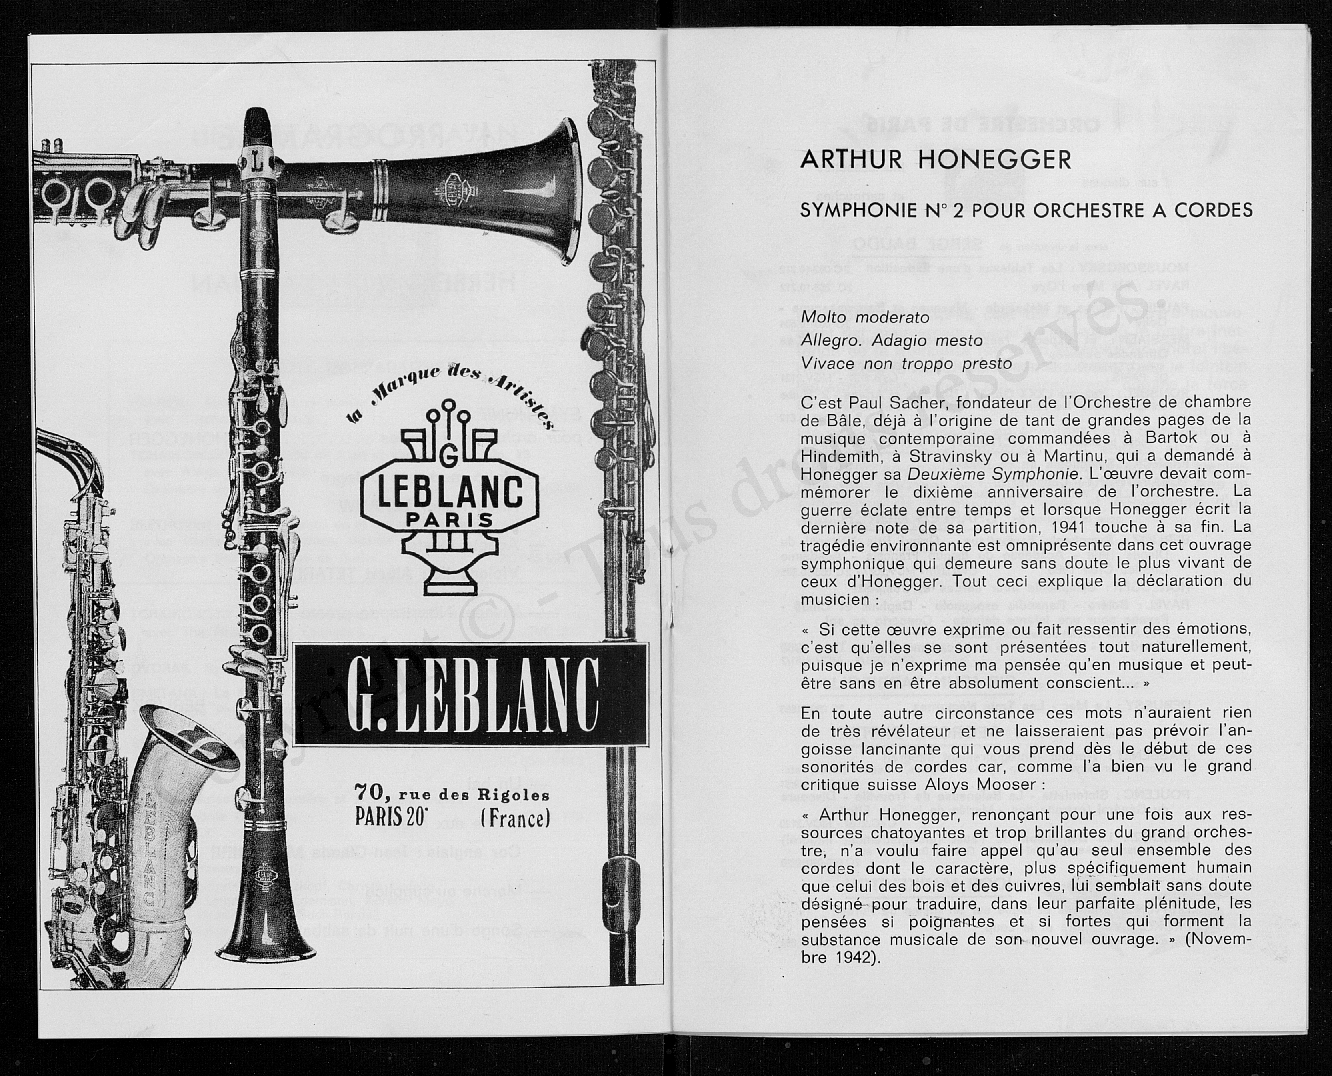 la Marque des Artistes
G
LEBLANC
PARIS
G. LEBLANC
70, rue des Rigoles
PARIS 20e (France)
L
LEBLANC
ARTHUR HONEGGER
SYMPHONIE N° 2 POUR ORCHESTRE A CORDES
Molto moderato
Allegro. Adagio mesto
Vivace non troppo presto
C'est Paul Sacher, fondateur de l'Orchestre de chambre
de Bâle, déjà à l'origine de tant de grandes pages de la
musique contemporaine commandées à Bartok ou à
Hindemith, à Stravinsky ou à Martinu, qui a demandé à
Honegger sa Deuxième Symphonie. L'œuvre devait com-
mémorer le dixième anniversaire de l'orchestre. La
guerre éclate entre temps et lorsque Honegger écrit la
dernière note de sa partition, 1941 touche à sa fin. La
tragédie environnante est omniprésente dans cet ouvrage
symphonique qui demeure sans doute le plus vivant de
ceux d'Honegger. Tout ceci explique la déclaration du
musicien :
« Si cette œuvre exprime ou fait ressentir des émotions,
c'est qu'elles se sont présentées tout naturellement,
puisque je n'exprime ma pensée qu'en musique et peut-
être sans en être absolument conscient... »
En toute autre circonstance ces mots n'auraient rien
de très révélateur et ne laisseraient pas prévoir l'an-
goisse lancinante qui vous prend dès le début de ces
sonorités de cordes car, comme l'a bien vu le grand
critique suisse Aloys Mooser :
« Arthur Honegger, renonçant pour une fois aux res-
sources chatoyantes et trop brillantes du grand orches-
tre, n'a voulu faire appel qu'au seul ensemble des
cordes dont le caractère, plus spécifiquement humain
que celui des bois et des cuivres, lui semblait sans doute
désigné pour traduire, dans leur parfaite plénitude, les
pensées si poignantes et si fortes qui forment la
substance musicale de son nouvel ouvrage. » (Novem-
bre 1942).
Copyright © - Tous droits réservés.